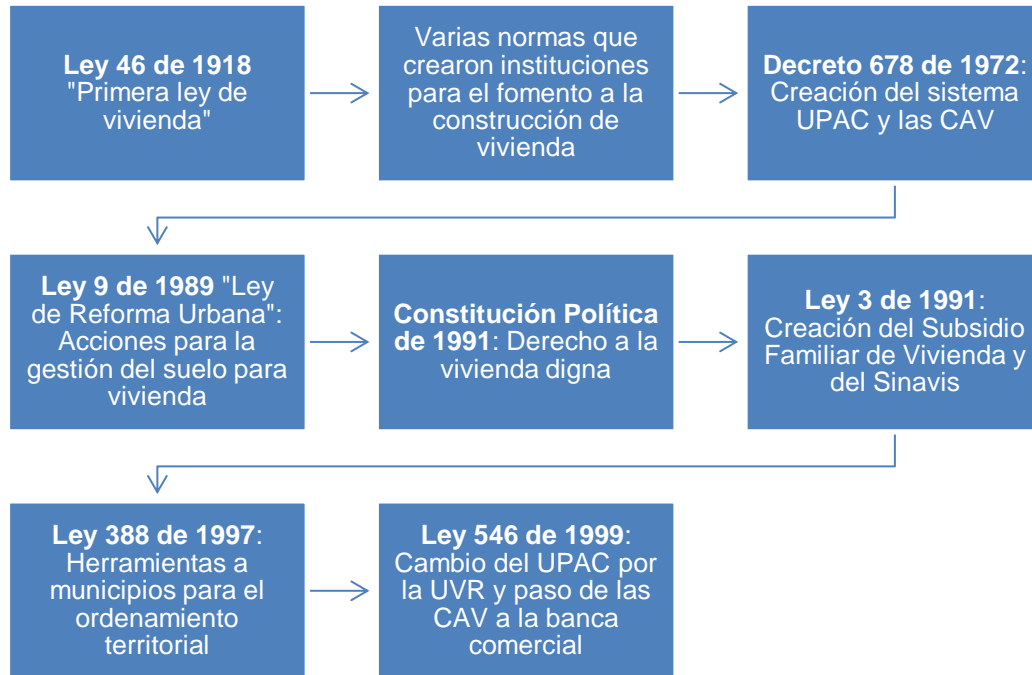 Ley 46 de 1918
"Primera ley de
vivienda"
Varias normas que
crearon instituciones
para el fomento a la
construcción de
vivienda
Decreto 678 de 1972:
Creación del sistema
UPAC y las CAV
Ley 9 de 1989 "Ley
de Reforma Urbana":
Acciones para la
gestión del suelo para
vivienda
Constitución Política
de 1991: Derecho a la
vivienda digna
Ley 3 de 1991:
Creación del Subsidio
Familiar de Vivienda y
del Sinavis
Ley 388 de 1997:
Herramientas a
municipios para el
ordenamiento
territorial
Ley 546 de 1999:
Cambio del UPAC por
la UVR y paso de las
CAV a la banca
comercial